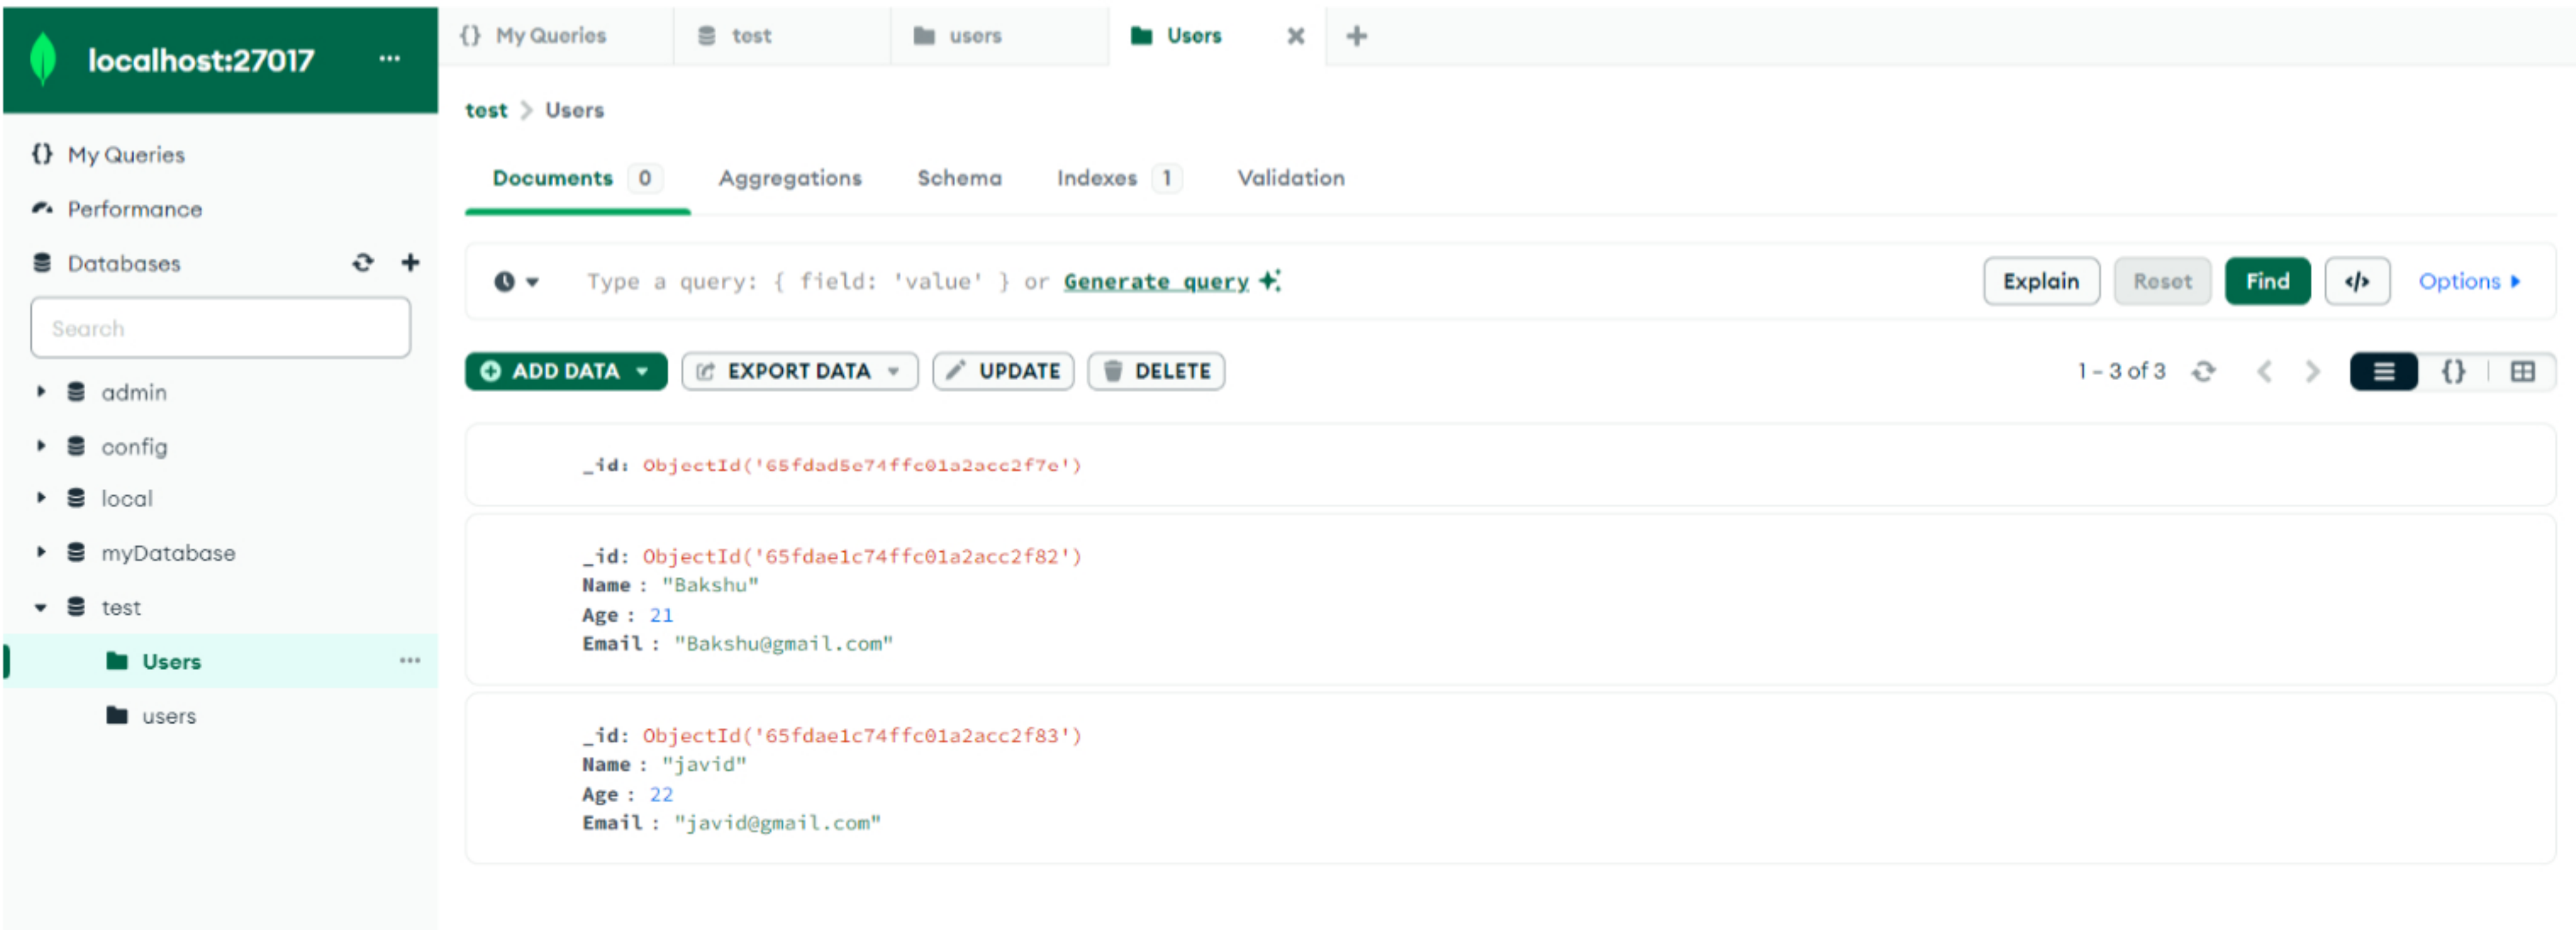 localhost:27017 ...
{} My Queries
Performance
Databases
Search
admin
config
local
myDatabase
test
Users ...
users
{} My Queries test users Users
test > Users
Documents 0 Aggregations Schema Indexes 1 Validation
Type a query: { field: 'value' } or Generate query
Explain Reset Find </> Options
ADD DATA EXPORT DATA UPDATE DELETE
1 – 3 of 3 {}
_id: ObjectId('65fdad5e74ffc01a2acc2f7e')
_id: ObjectId('65fdae1c74ffc01a2acc2f82')
Name : "Bakshu"
Age : 21
Email : "Bakshu@gmail.com"
_id: ObjectId('65fdae1c74ffc01a2acc2f83')
Name : "javid"
Age : 22
Email : "javid@gmail.com"